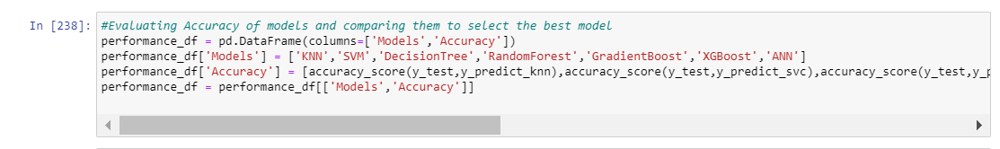 In [238]: #Evaluating Accuracy of models and comparing them to select the best model
performance_df = pd.DataFrame(columns=['Models','Accuracy'])
performance_df['Models'] = ['KNN','SVM','DecisionTree','RandomForest','GradientBoost','XGBoost','ANN']
performance_df['Accuracy'] = [accuracy_score(y_test,y_predict_knn),accuracy_score(y_test,y_predict_svc),accuracy_score(y_test,y_p
performance_df = performance_df[['Models','Accuracy']]